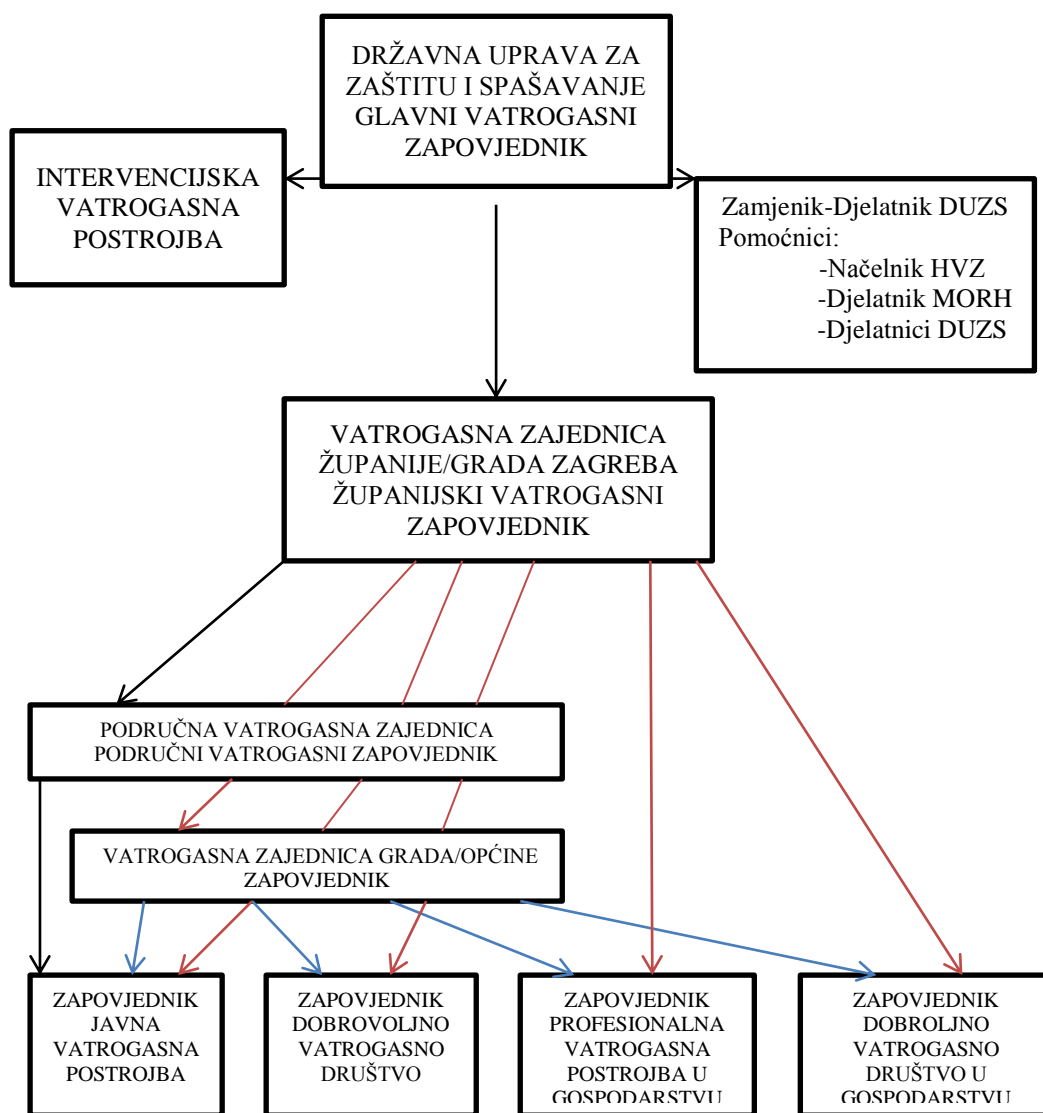 DRŽAVNA UPRAVA ZA
ZAŠTITU I SPAŠAVANJE
GLAVNI VATROGASNI
ZAPOVJEDNIK
INTERVENCIJSKA
VATROGASNA
POSTROJBA
Zamjenik-Djelatnik DUZS
Pomoćnici:
-Načelnik HVZ
-Djelatnik MORH
-Djelatnici DUZS
VATROGASNA ZAJEDNICA
ŽUPANIJE/GRADA ZAGREBA
ŽUPANIJSKI VATROGASNI
ZAPOVJEDNIK
PODRUČNA VATROGASNA ZAJEDNICA
PODRUČNI VATROGASNI ZAPOVJEDNIK
VATROGASNA ZAJEDNICA GRADA/OPĆINE
ZAPOVJEDNIK
ZAPOVJEDNIK
JAVNA
VATROGASNA
POSTROJBA
ZAPOVJEDNIK
DOBROVOLJNO
VATROGASNO
DRUŠTVO
ZAPOVJEDNIK
PROFESIONALNA
VATROGASNA
POSTROJBA U
GOSPODARSTVU
ZAPOVJEDNIK
DOBROLJNO
VATROGASNO
DRUŠTVO U
GOSPODARSTVU